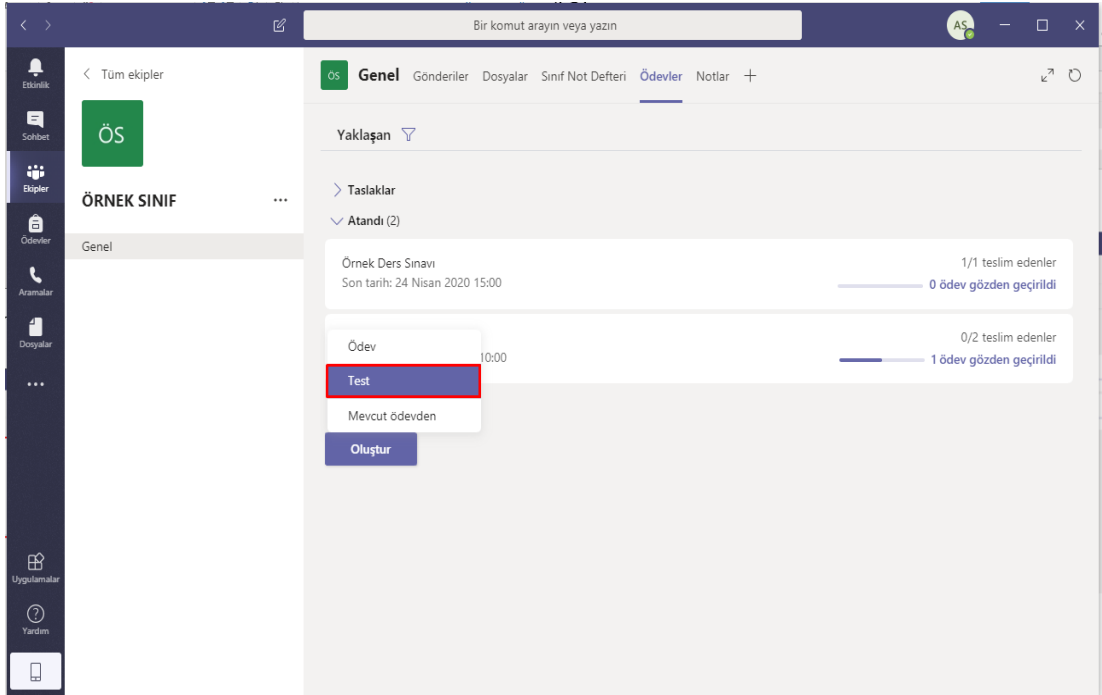 Bir komut arayın veya yazın
AS
Etkinlik
Sohbet
Ekipler
Ödevler
Aramalar
Dosyalar
Uygulamalar
Yardım
Tüm ekipler
ÖS
ÖRNEK SINIF
Genel
ÖS Genel Gönderiler Dosyalar Sınıf Not Defteri Ödevler Notlar
Yaklaşan
Taslaklar
Atandı (2)
Örnek Ders Sınavı
Son tarih: 24 Nisan 2020 15:00
1/1 teslim edenler
0 ödev gözden geçirildi
10:00
0/2 teslim edenler
1 ödev gözden geçirildi
Ödev
Test
Mevcut ödevden
Oluştur